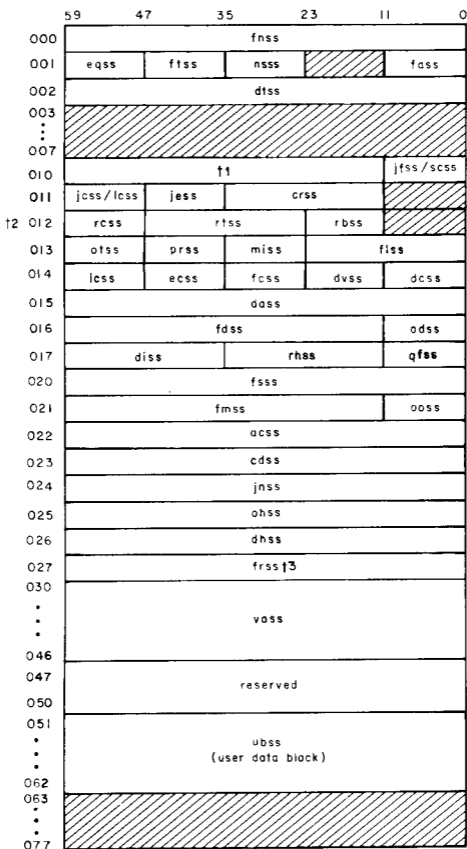 59 47 35 23 11 0
000 fnss
001 eqss ftss nsss fass
002 dtss
003
007
010 †1 jfss/scss
011 jcss/lcss jess crss
†2 012 rcss rtss rbss
013 otss prss miss flss
014 icss ecss fcss dvss dcss
015 dass
016 fdss odss
017 diss rhss qfss
020 fsss
021 fmss ooss
022 acss
023 cdss
024 jnss
025 ohss
026 dhss
027 frss†3
030
vass
046
047
reserved
050
051
ubss
(user data block)
062
063
077